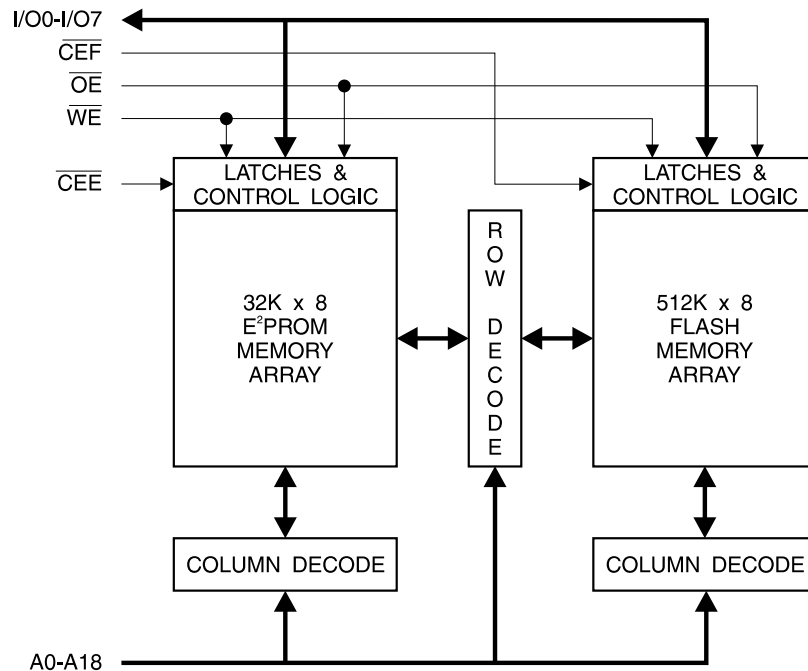 I/O0-I/O7
CEF
OE
WE
CEE
LATCHES &
CONTROL LOGIC
LATCHES &
CONTROL LOGIC
32K x 8
E²PROM
MEMORY
ARRAY
R
O
W
D
E
C
O
D
E
512K x 8
FLASH
MEMORY
ARRAY
COLUMN DECODE
COLUMN DECODE
A0-A18